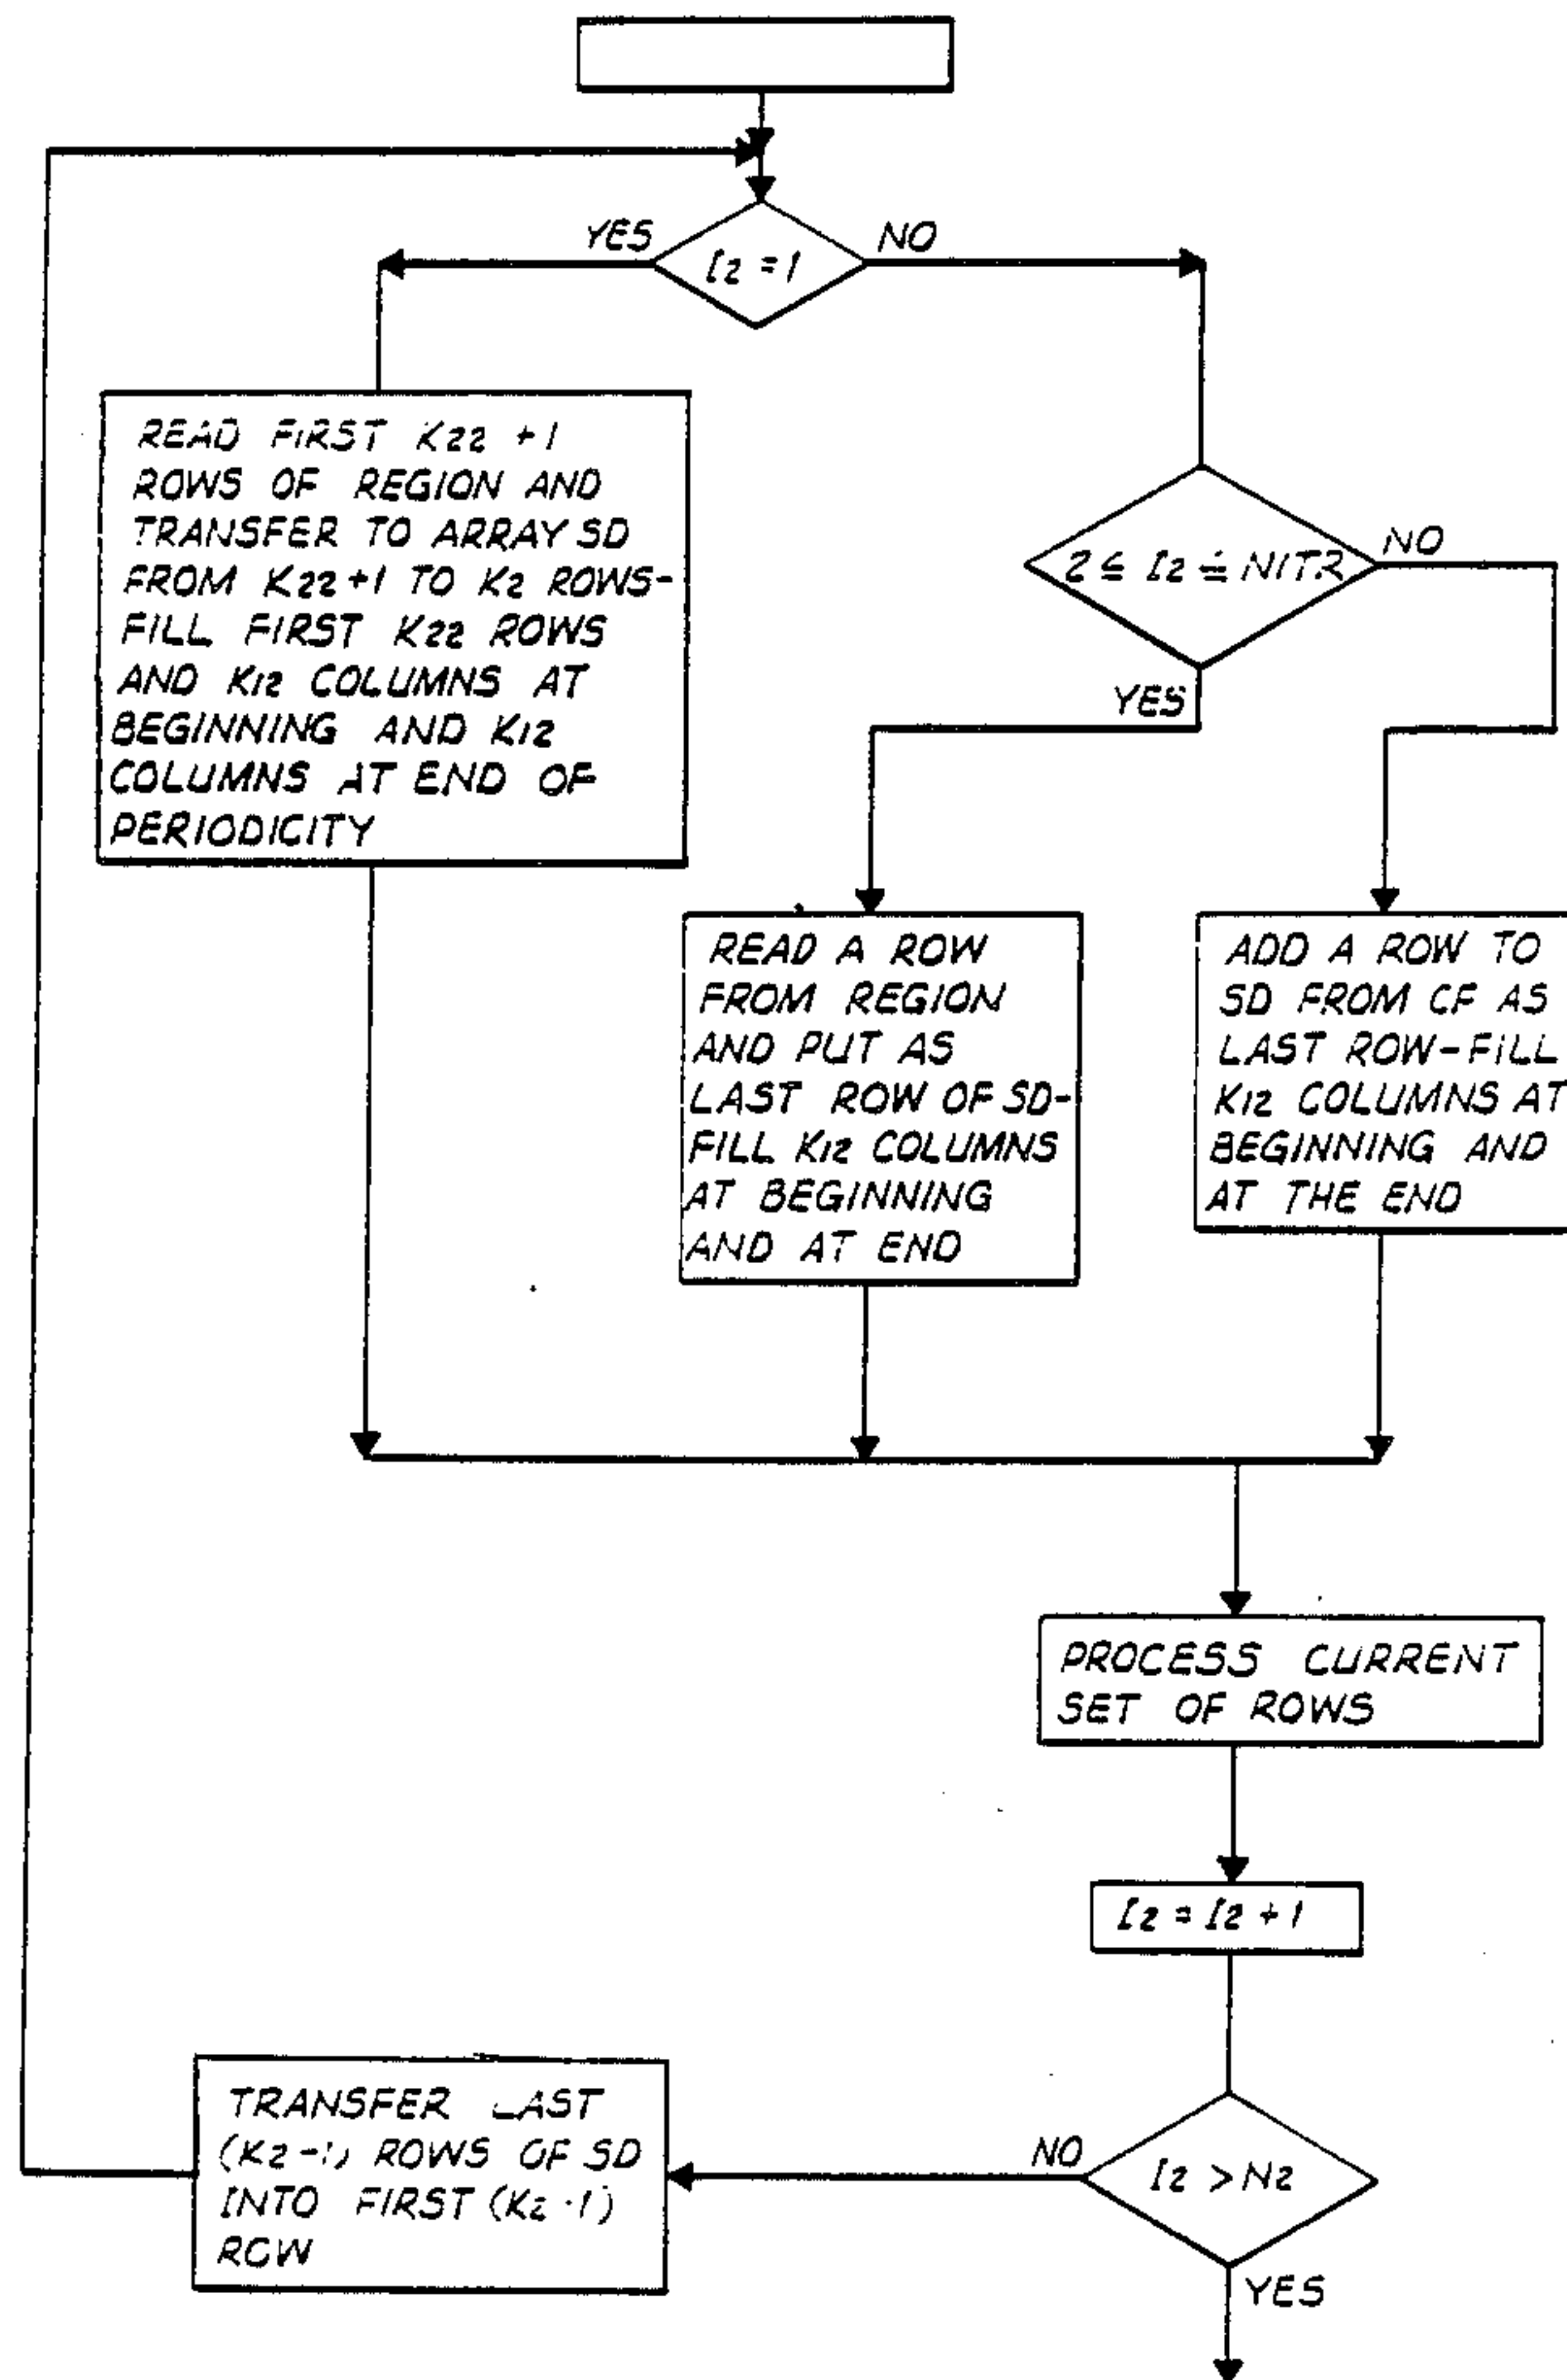 YES
I2 = 1
NO
READ FIRST K22 + 1
ROWS OF REGION AND
TRANSFER TO ARRAY SD
FROM K22+1 TO K2 ROWS-
FILL FIRST K22 ROWS
AND K12 COLUMNS AT
BEGINNING AND K12
COLUMNS AT END OF
PERIODICITY
2 ≤ I2 ≤ NITR
NO
YES
READ A ROW
FROM REGION
AND PUT AS
LAST ROW OF SD-
FILL K12 COLUMNS
AT BEGINNING
AND AT END
ADD A ROW TO
SD FROM CF AS
LAST ROW-FILL
K12 COLUMNS AT
BEGINNING AND
AT THE END
PROCESS CURRENT
SET OF ROWS
I2 = I2 + 1
TRANSFER LAST
(K2-1) ROWS OF SD
INTO FIRST (K2-1)
ROW
NO
I2 > N2
YES